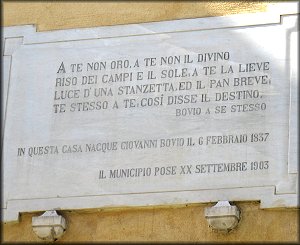 A TE NON ORO, A TE NON IL DIVINO
RISO DEI CAMPI E IL SOLE, A TE LA LIEVE
LUCE D'UNA STANZETTA, ED IL PAN BREVE,
TE STESSO A TE; COSÍ DISSE IL DESTINO.
BOVIO A SE STESSO
IN QUESTA CASA NACQUE GIOVANNI BOVIO IL 6 FEBBRAIO 1837
IL MUNICIPIO POSE XX SETTEMBRE 1903